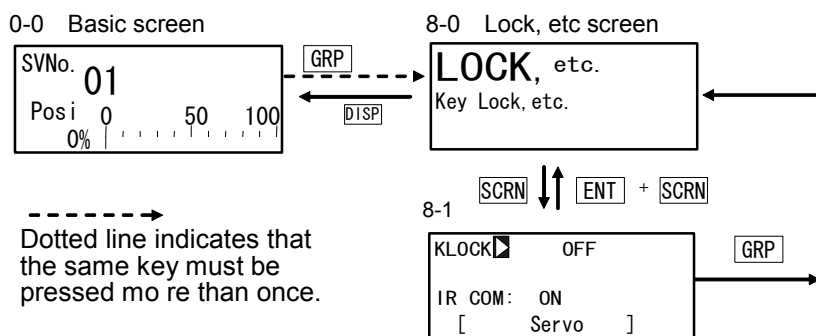 0-0 Basic screen
8-0 Lock, etc screen
SVNo. 01
Posi 0 50 100
0%
GRP
DISP
LOCK, etc.
Key Lock, etc.
SCRN ENT + SCRN
8-1
Dotted line indicates that
the same key must be
pressed mo re than once.
KLOCK OFF
IR COM: ON
[ Servo ]
GRP